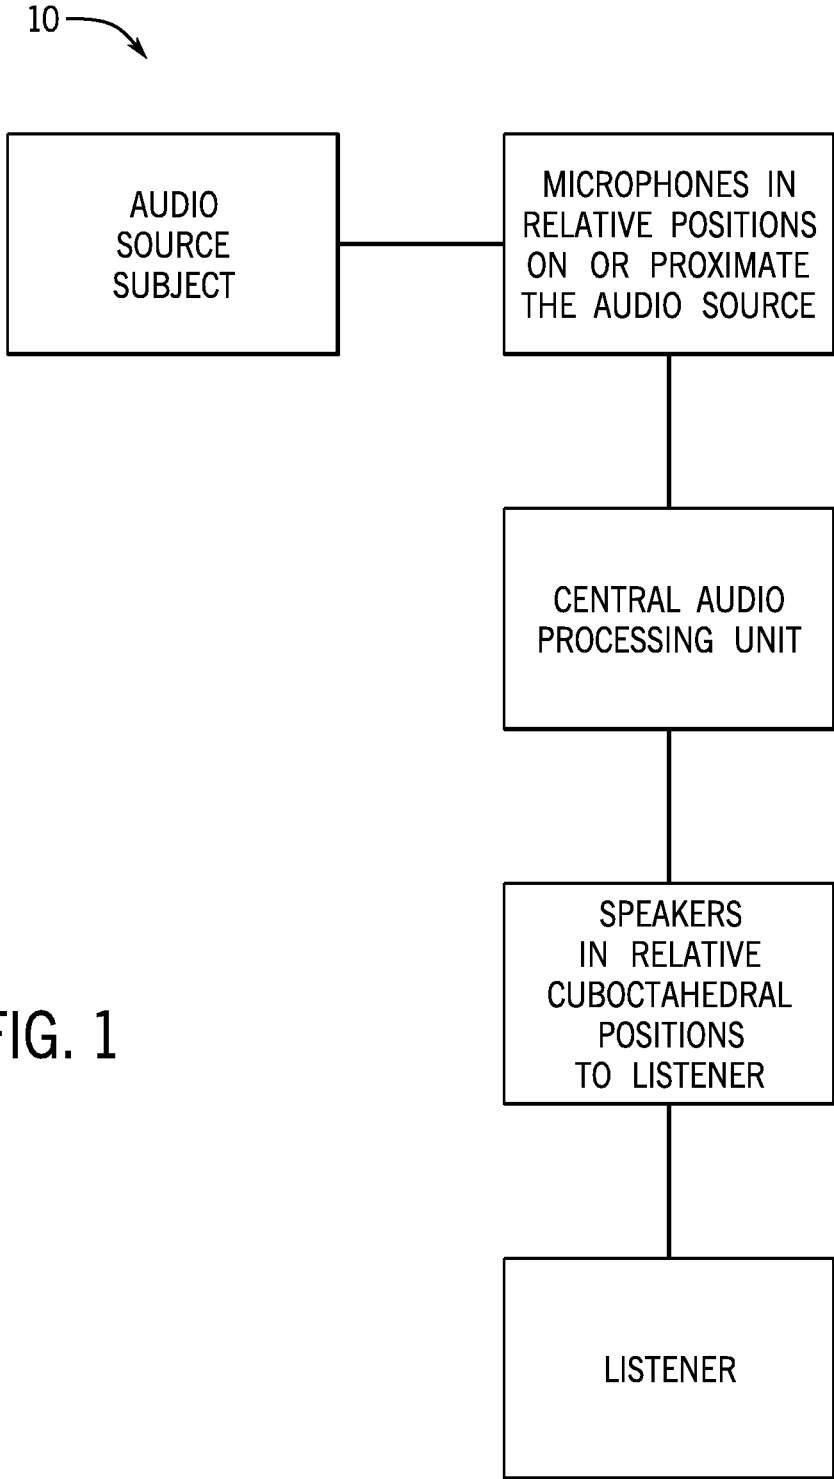 10
AUDIO
SOURCE
SUBJECT
MICROPHONES IN
RELATIVE POSITIONS
ON OR PROXIMATE
THE AUDIO SOURCE
CENTRAL AUDIO
PROCESSING UNIT
SPEAKERS
IN RELATIVE
CUBOCTAHEDRAL
POSITIONS
TO LISTENER
FIG. 1
LISTENER